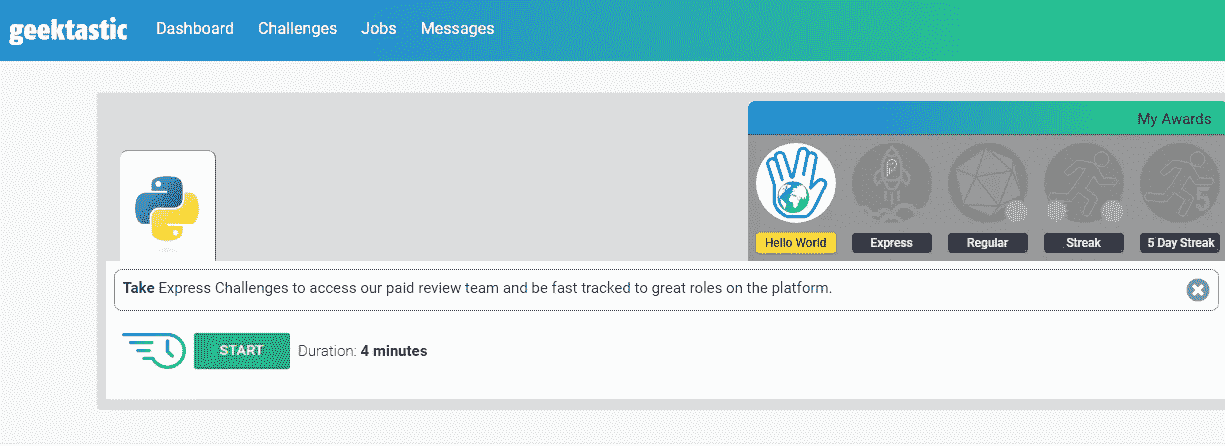 geektastic Dashboard Challenges Jobs Messages
My Awards
P
5
Hello World Express Regular Streak 5 Day Streak
Take Express Challenges to access our paid review team and be fast tracked to great roles on the platform.
START Duration: 4 minutes